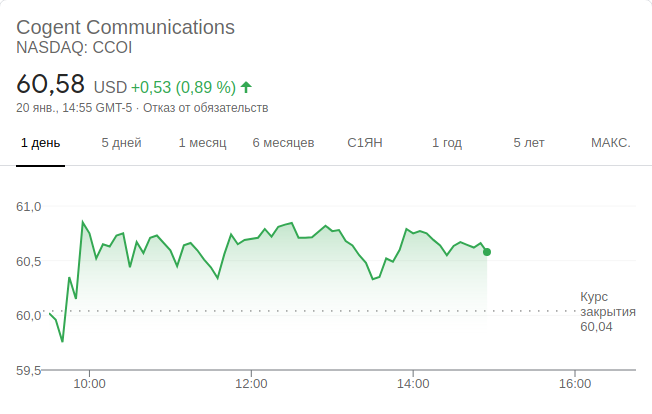 Cogent Communications
NASDAQ: CCOI
60,58 USD +0,53 (0,89 %)
20 янв., 14:55 GMT-5 · Отказ от обязательств
1 день 5 дней 1 месяц 6 месяцев С1ЯН 1 год 5 лет МАКС.
61,0
60,5
Курс
60,0 закрытия
60,04
59,5
10:00 12:00 14:00 16:00